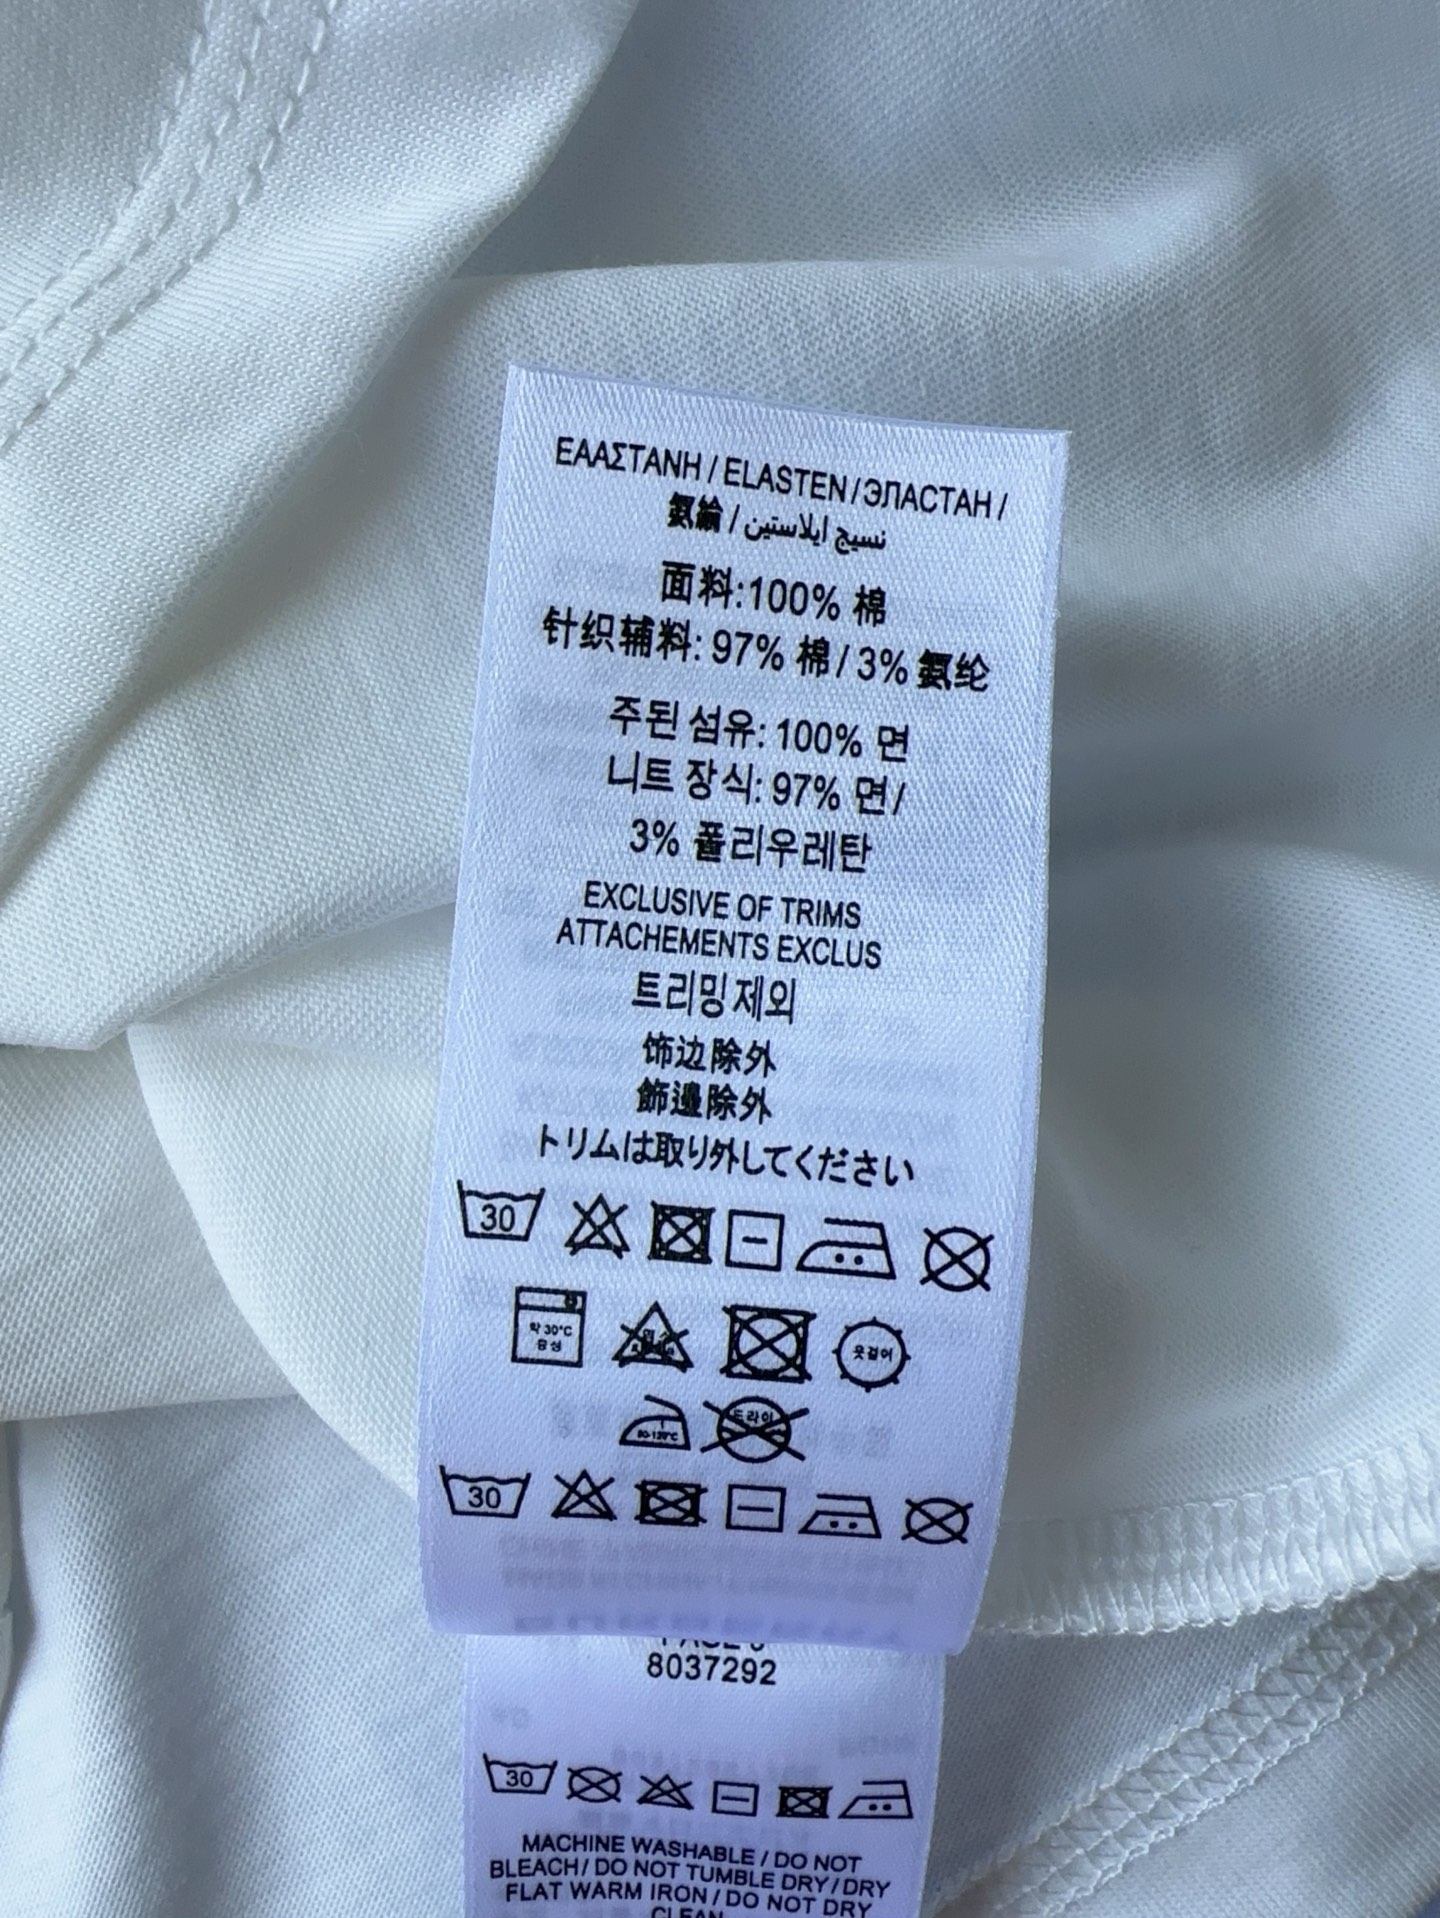 ΕΑΑΣΤΑΝΗ / ELASTEN / ЭЛАСТАН /
氨綸 / نسيج ايلاستين
面料:100% 棉
针织辅料: 97% 棉 / 3% 氨纶
주된 섬유: 100% 면
니트 장식: 97% 면 /
3% 폴리우레탄
EXCLUSIVE OF TRIMS
ATTACHEMENTS EXCLUS
트리밍제외
饰边除外
飾邊除外
トリムは取り外してください
30
약 30°C
중성
옷걸이
80-120°C
드라이
30
8037292
30
MACHINE WASHABLE / DO NOT
BLEACH / DO NOT TUMBLE DRY / DRY
FLAT WARM IRON / DO NOT DRY
CLEAN